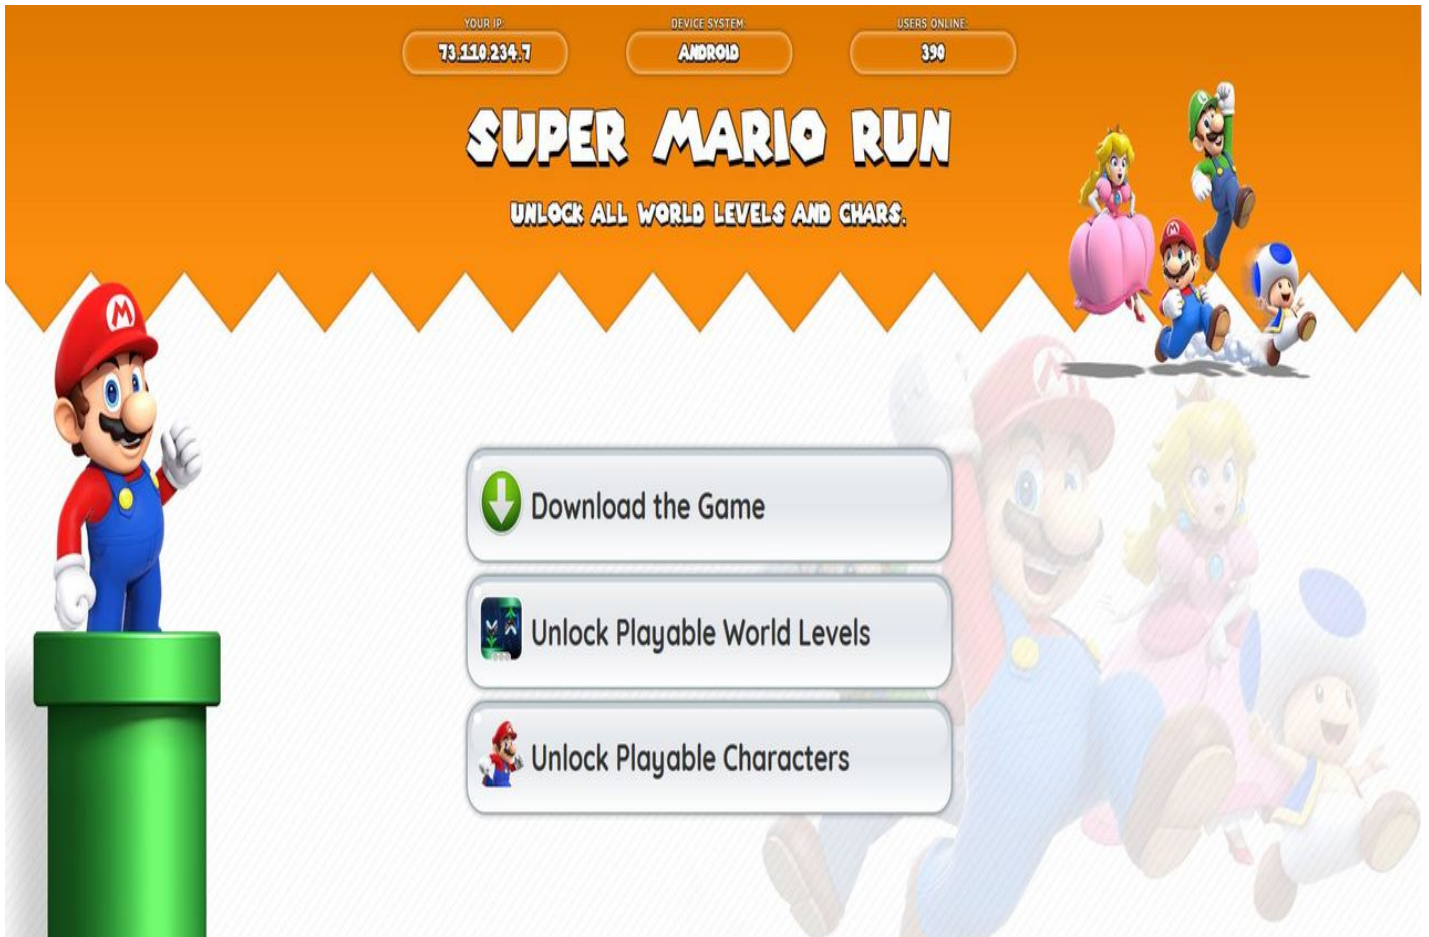 YOUR IP: DEVICE SYSTEM: USERS ONLINE:
73.110.234.7 ANDROID 390
SUPER MARIO RUN
UNLOCK ALL WORLD LEVELS AND CHARS.
Download the Game
Unlock Playable World Levels
Unlock Playable Characters